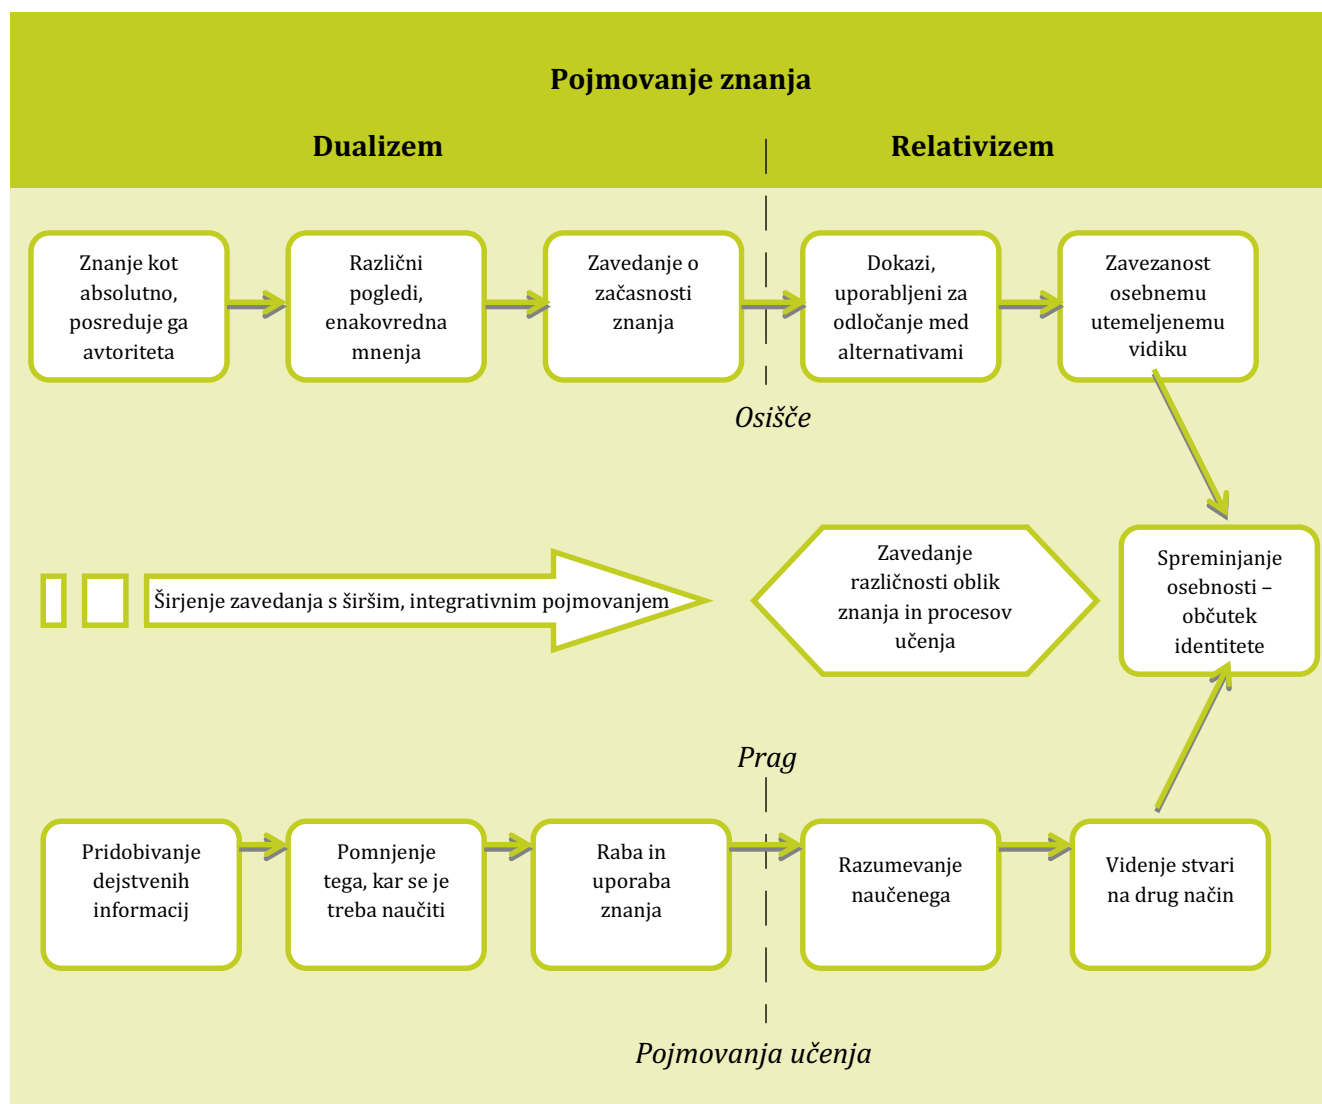 Pojmovanje znanja
Dualizem
Relativizem
Znanje kot
absolutno,
posreduje ga
avtoriteta
Različni
pogledi,
enakovredna
mnenja
Zavedanje o
začasnosti
znanja
Dokazi,
uporabljeni za
odločanje med
alternativami
Zavezanost
osebnemu
utemeljenemu
vidiku
Osišče
Širjenje zavedanja s širšim, integrativnim pojmovanjem
Zavedanje
različnosti oblik
znanja in procesov
učenja
Spreminjanje
osebnosti –
občutek
identitete
Prag
Pridobivanje
dejstvenih
informacij
Pomnjenje
tega, kar se je
treba naučiti
Raba in
uporaba
znanja
Razumevanje
naučenega
Videnje stvari
na drug način
Pojmovanja učenja